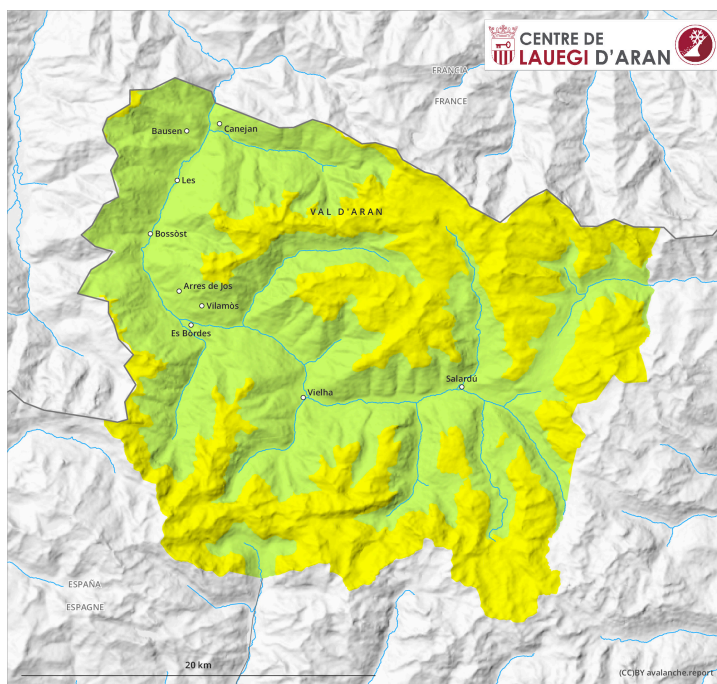 CENTRE DE
LAUEGI D'ARAN
FRANCIA
FRANCE
Bausen
Canejan
Les
VAL D'ARAN
Bossòst
Arres de Jos
Vilamòs
Es Bòrdes
Vielha
Salardú
ESPAÑA
ESPAGNE
20 km
(CC)BY avalanche.report